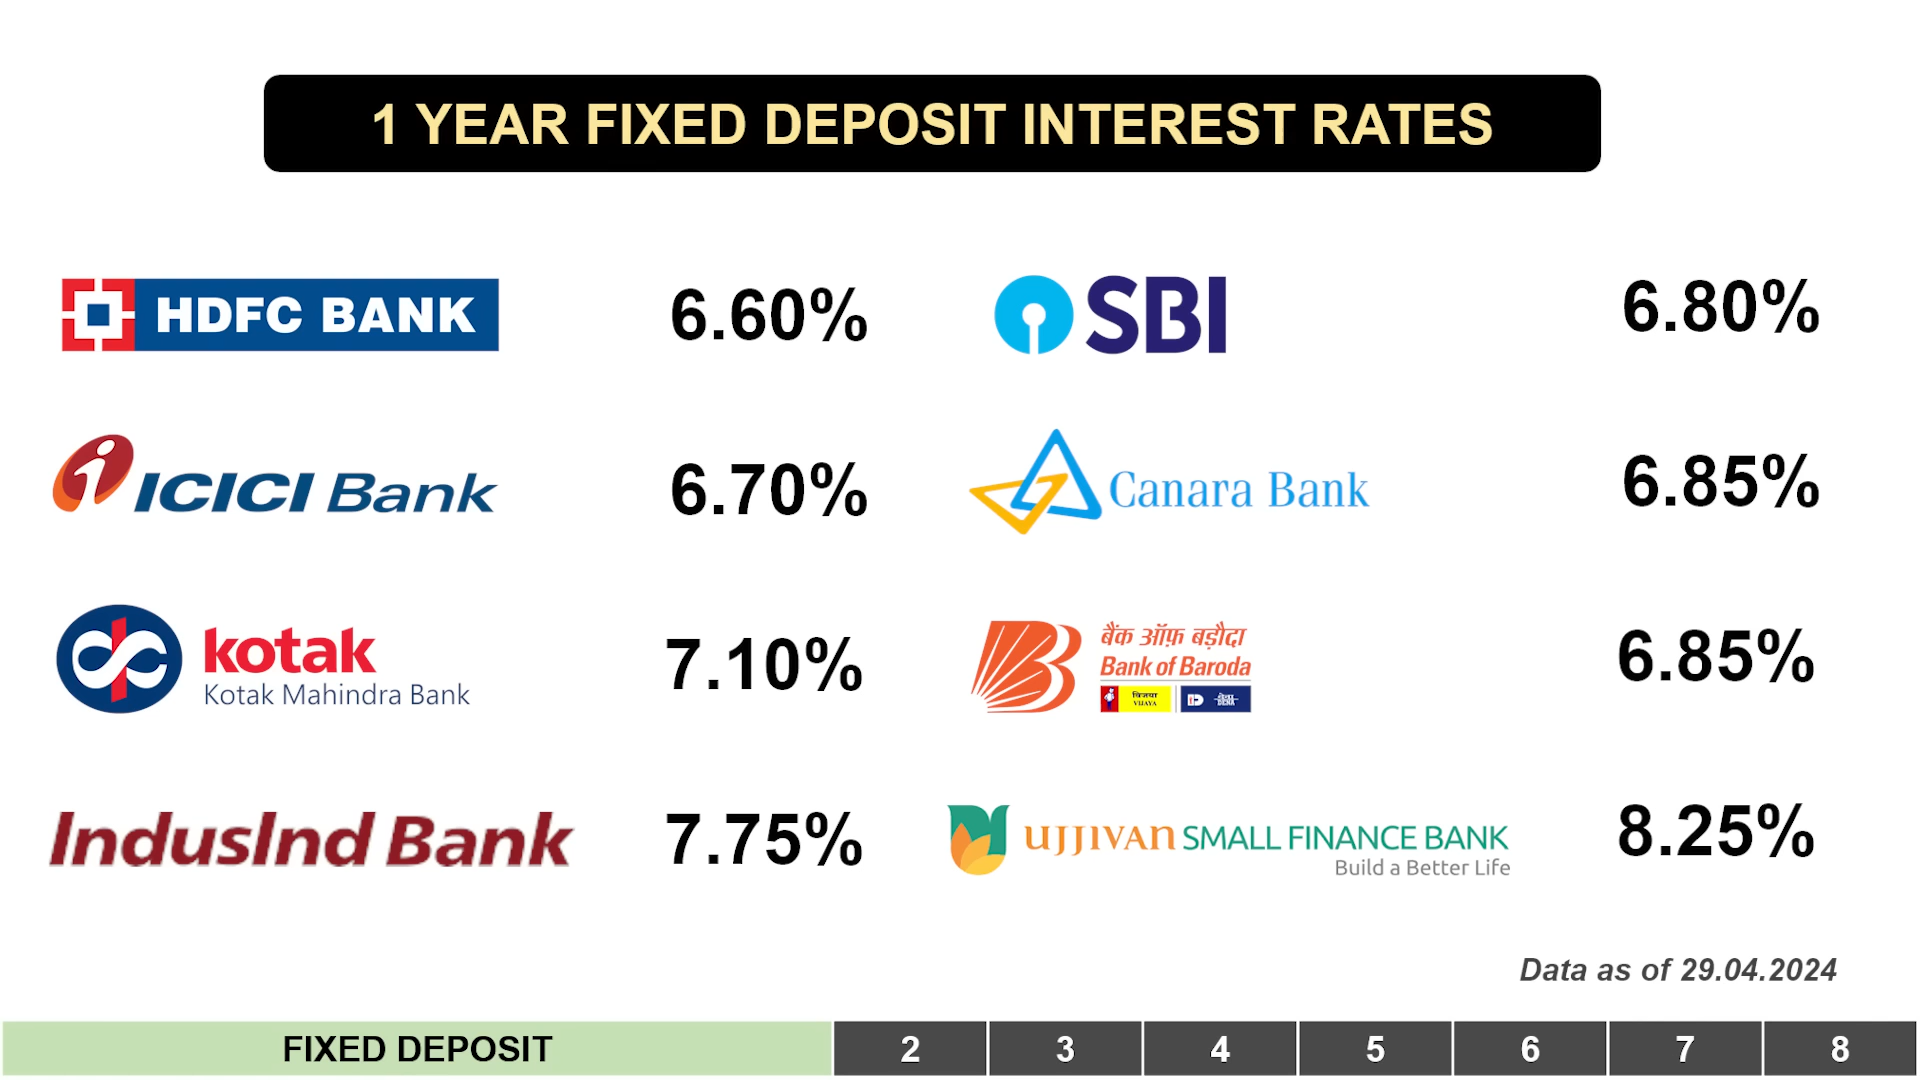 1 YEAR FIXED DEPOSIT INTEREST RATES
HDFC BANK 6.60%
SBI 6.80%
ICICI Bank 6.70%
Canara Bank 6.85%
kotak
Kotak Mahindra Bank
7.10%
बैंक ऑफ़ बड़ौदा
Bank of Baroda
विजया
VIJAYA
DENA
6.85%
IndusInd Bank 7.75%
UJJIVAN SMALL FINANCE BANK
Build a Better Life
8.25%
Data as of 29.04.2024
FIXED DEPOSIT 2 3 4 5 6 7 8